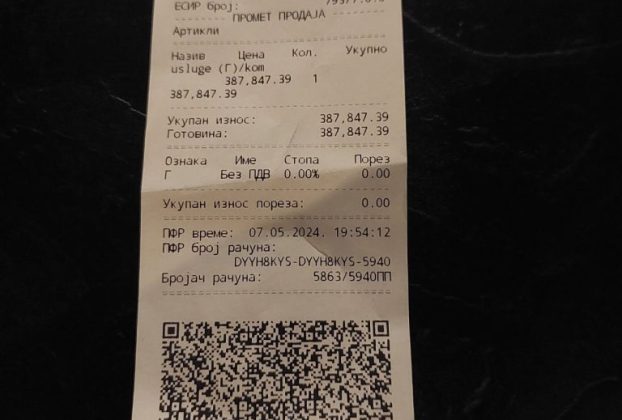 ЕСИР број:
ПРОМЕТ ПРОДАЈА
Артикли
Назив Цена Кол. Укупно
usluge (Г)/kom
387,847.39 1
387,847.39
Укупан износ: 387,847.39
Готовина: 387,847.39
Ознака Име Стопа Порез
Г Без ПДВ 0.00% 0.00
Укупан износ пореза: 0.00
ПФР време: 07.05.2024. 19:54:12
ПФР број рачуна:
DYYH8KYS-DYYH8KYS-5940
Бројач рачуна: 5863/5940ПП